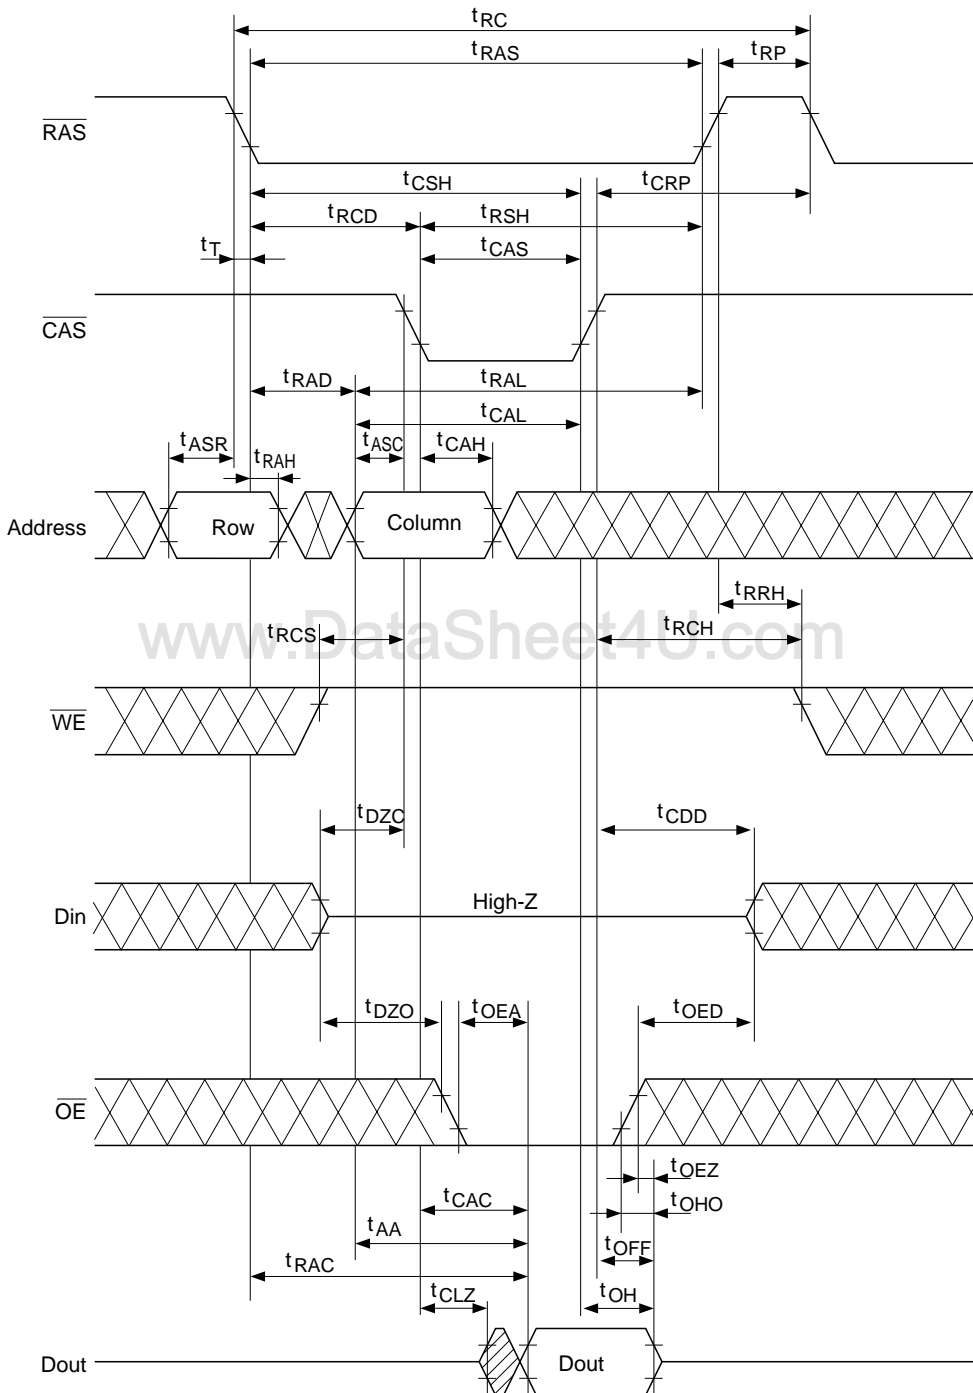 tRC
tRAS
tRP
RAS
tCSH
tCRP
tRCD
tRSH
tT
tCAS
CAS
tRAD
tRAL
tCAL
tASR
tASC
tCAH
tRAH
Address
Row
Column
tRRH
www.DataSheet4U.com
tRCS
tRCH
WE
tDZC
tCDD
Din
High-Z
tDZO
tOEA
tOED
OE
tOEZ
tCAC
tOHO
tAA
tOFF
tRAC
tCLZ
tOH
Dout
Dout